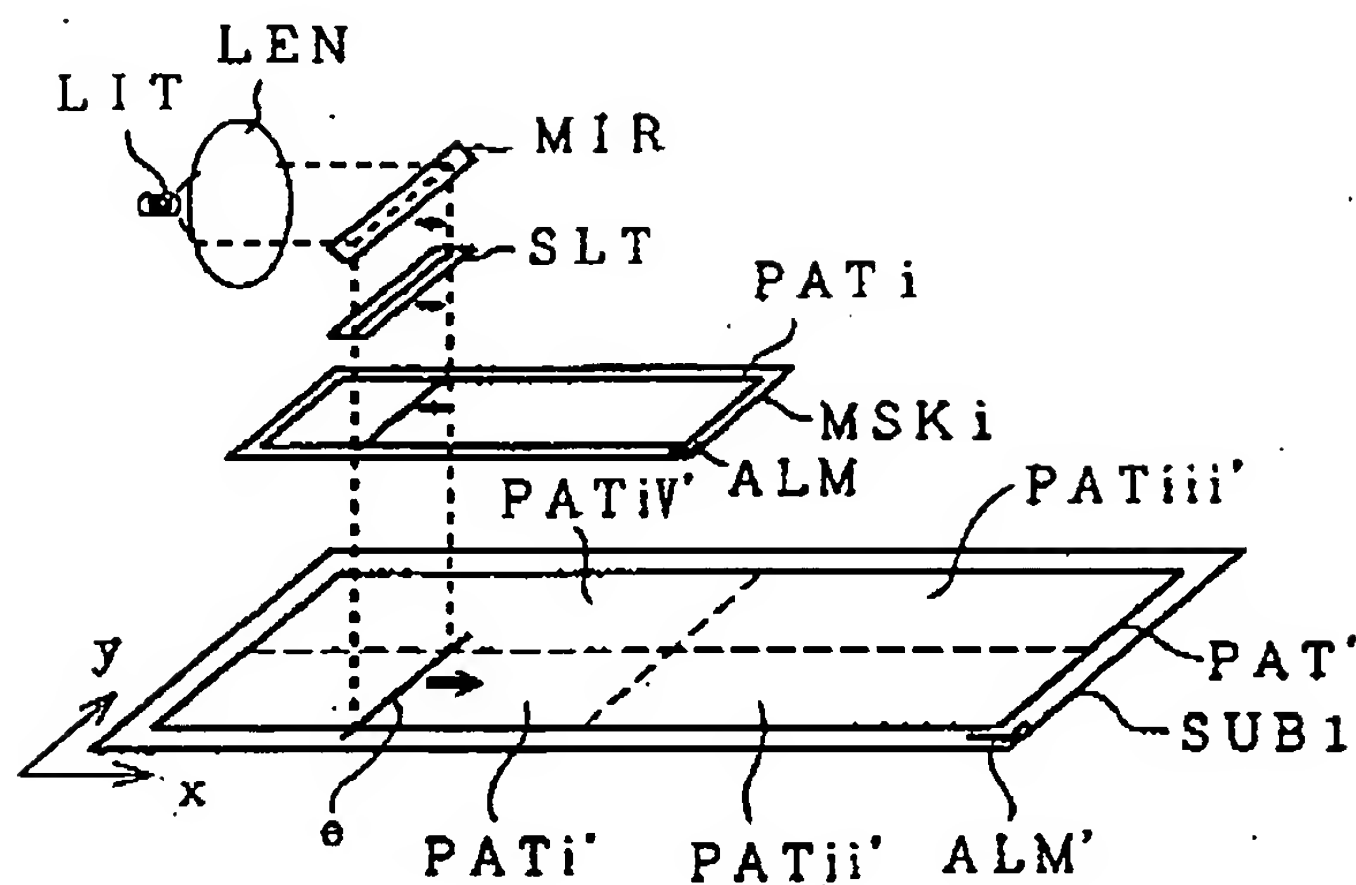 LEN
LIT
MIR
SLT
PATi
MSKi
ALM
PATiV'
PATiii'
y
PAT'
SUB1
x
e
PATi'
PATii'
ALM'